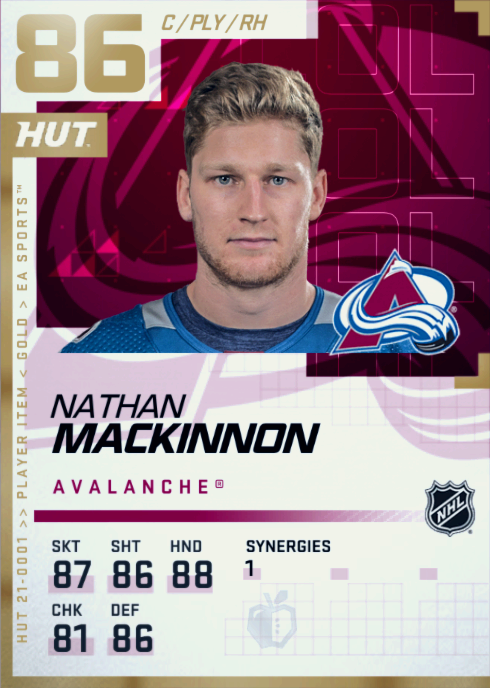 86
C / PLY / RH
HUT™
HUT 21-0001 >> PLAYER ITEM < GOLD > EA SPORTS™
NATHAN
MACKINNON
AVALANCHE®
NHL
SKT SHT HND SYNERGIES
87 86 88 1
CHK DEF
81 86